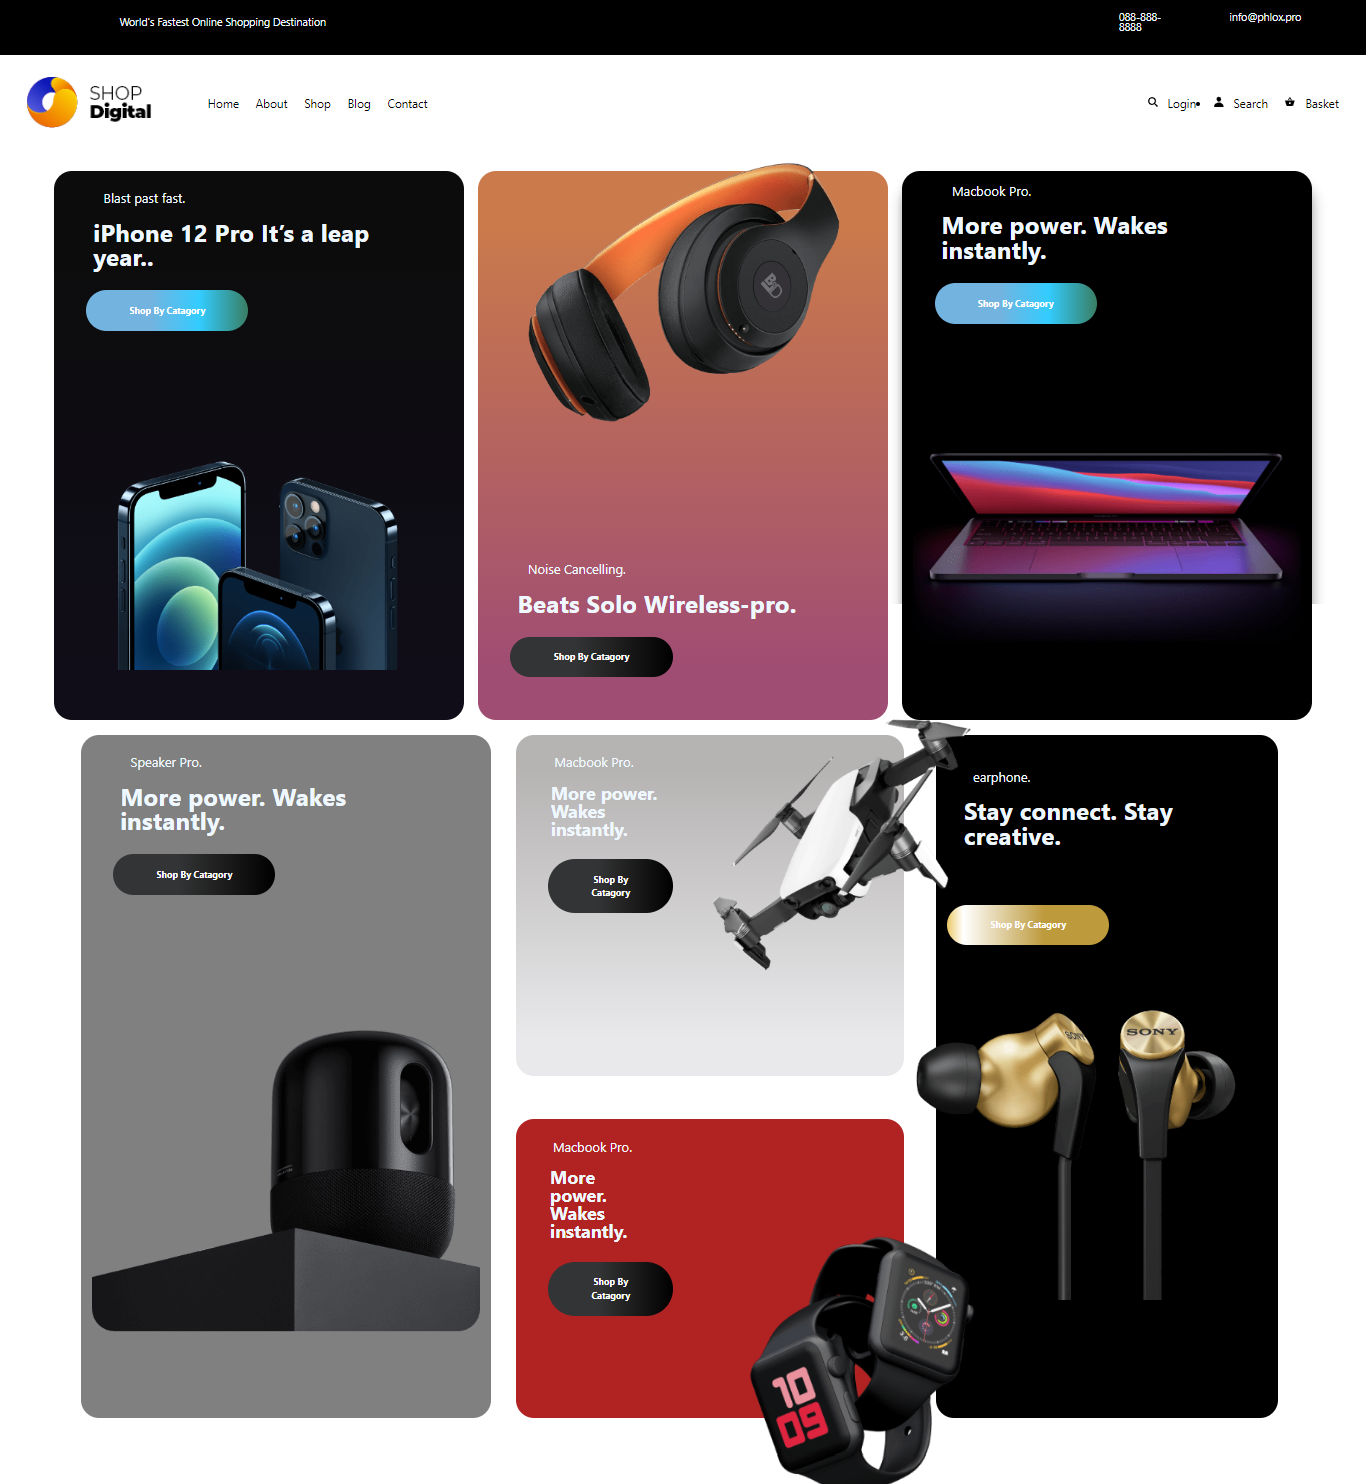 World's Fastest Online Shopping Destination
088-888-
8888
info@phlox.pro
SHOP
Digital
Home About Shop Blog Contact
Login Search Basket
Blast past fast.
iPhone 12 Pro It’s a leap
year..
Shop By Catagory
Noise Cancelling.
Beats Solo Wireless-pro.
Shop By Catagory
Macbook Pro.
More power. Wakes
instantly.
Shop By Catagory
Speaker Pro.
More power. Wakes
instantly.
Shop By Catagory
Macbook Pro.
More power.
Wakes
instantly.
Shop By
Catagory
earphone.
Stay connect. Stay
creative.
Shop By Catagory
SONY
SONY
Macbook Pro.
More
power.
Wakes
instantly.
Shop By
Catagory
10
09